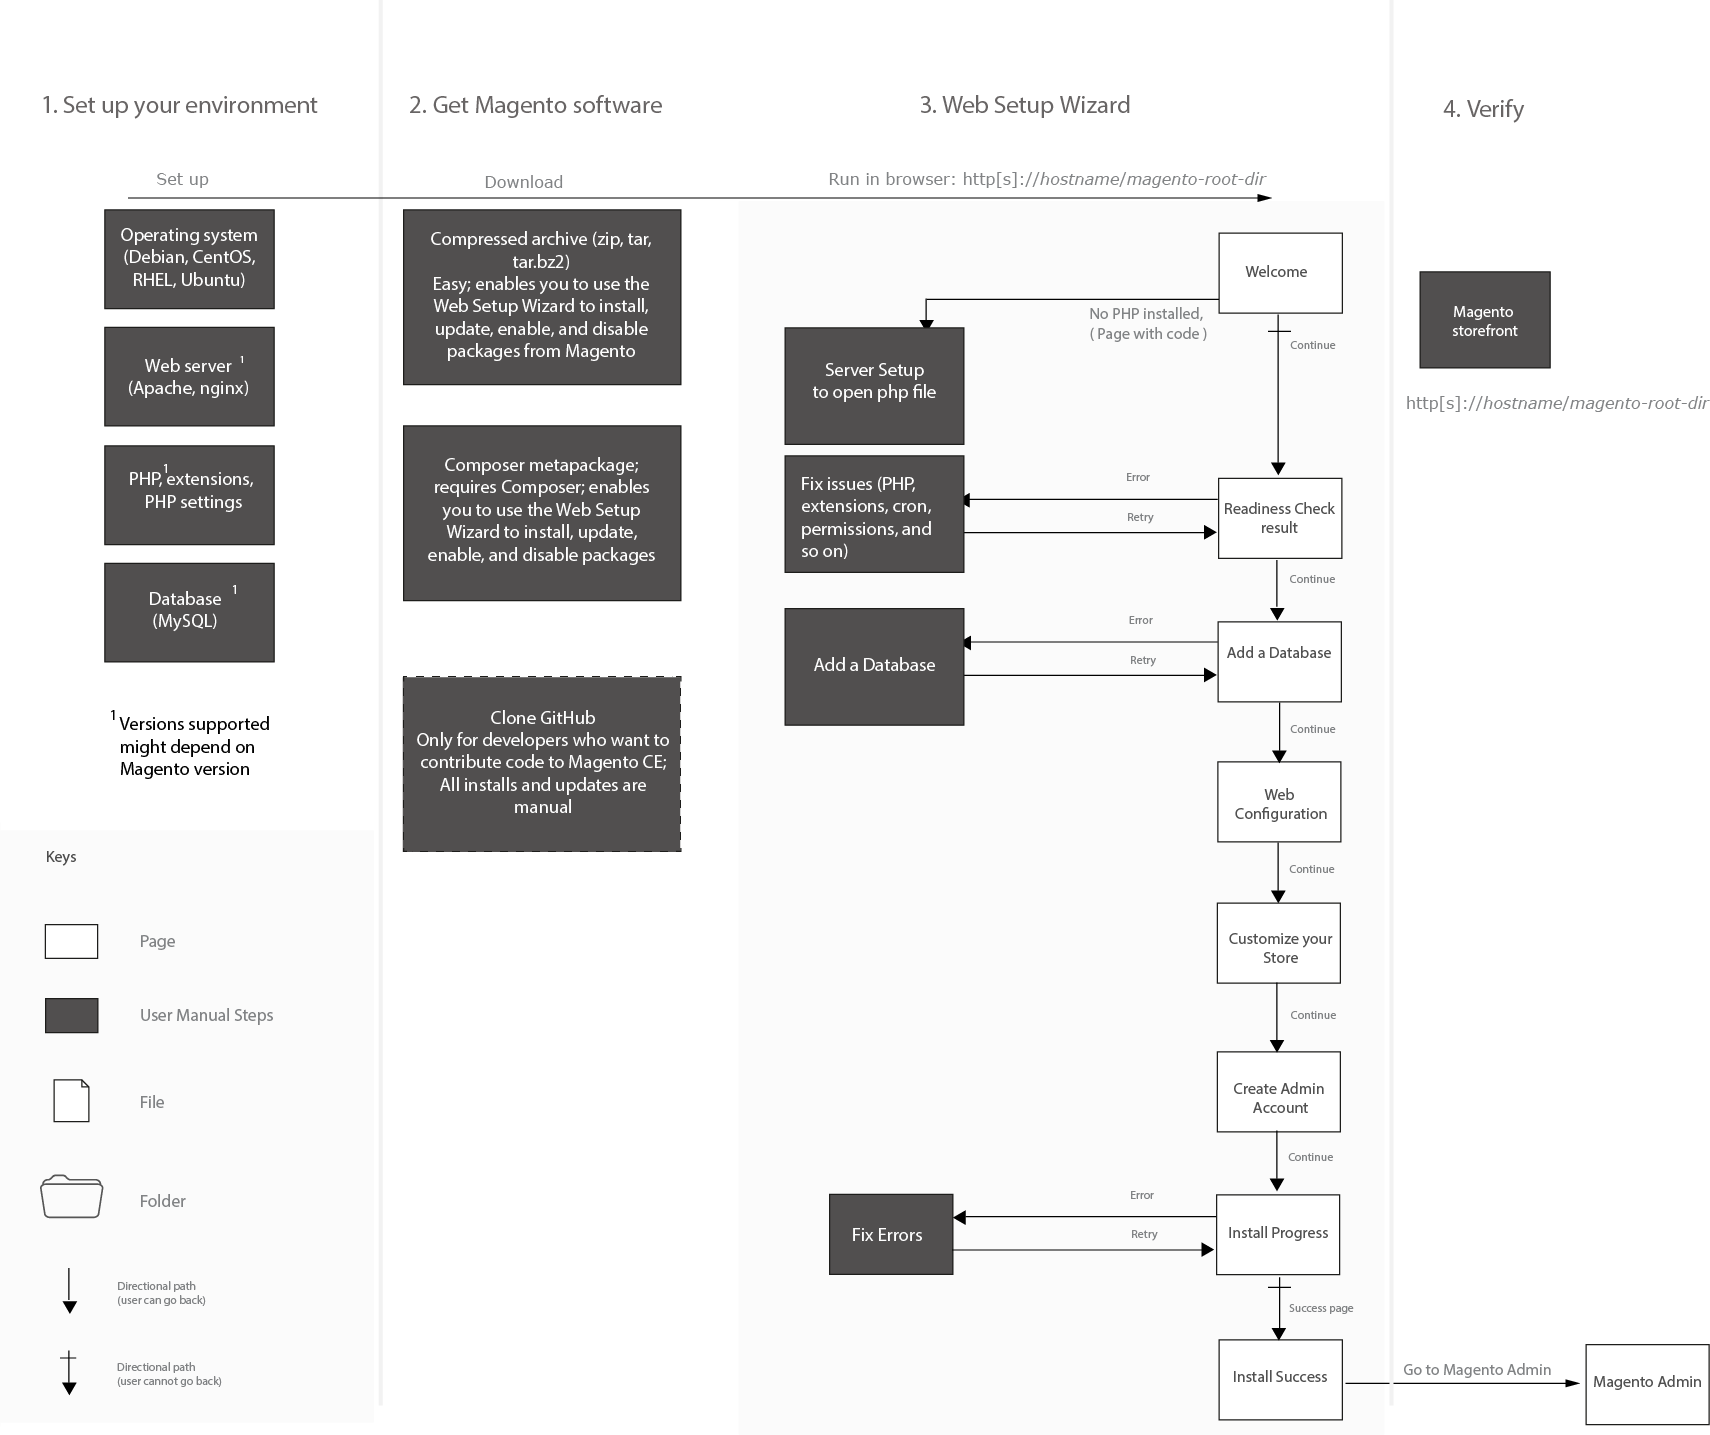 1. Set up your environment
Set up
Operating system
(Debian, CentOS,
RHEL, Ubuntu)
Web server 1
(Apache, nginx)
PHP,1 extensions,
PHP settings
Database 1
(MySQL)
1 Versions supported
might depend on
Magento version
Keys
Page
User Manual Steps
File
Folder
Directional path
(user can go back)
Directional path
(user cannot go back)
2. Get Magento software
Download
Compressed archive (zip, tar,
tar.bz2)
Easy; enables you to use the
Web Setup Wizard to install,
update, enable, and disable
packages from Magento
Composer metapackage;
requires Composer; enables
you to use the Web Setup
Wizard to install, update,
enable, and disable packages
Clone GitHub
Only for developers who want to
contribute code to Magento CE;
All installs and updates are
manual
3. Web Setup Wizard
Run in browser: http[s]://hostname/magento-root-dir
Welcome
No PHP installed,
( Page with code )
Continue
Server Setup
to open php file
Fix issues (PHP,
extensions, cron,
permissions, and
so on)
Error
Retry
Readiness Check
result
Continue
Add a Database
Error
Retry
Add a Database
Continue
Web
Configuration
Continue
Customize your
Store
Continue
Create Admin
Account
Continue
Fix Errors
Error
Retry
Install Progress
Success page
Install Success
4. Verify
Magento
storefront
http[s]://hostname/magento-root-dir
Go to Magento Admin
Magento Admin